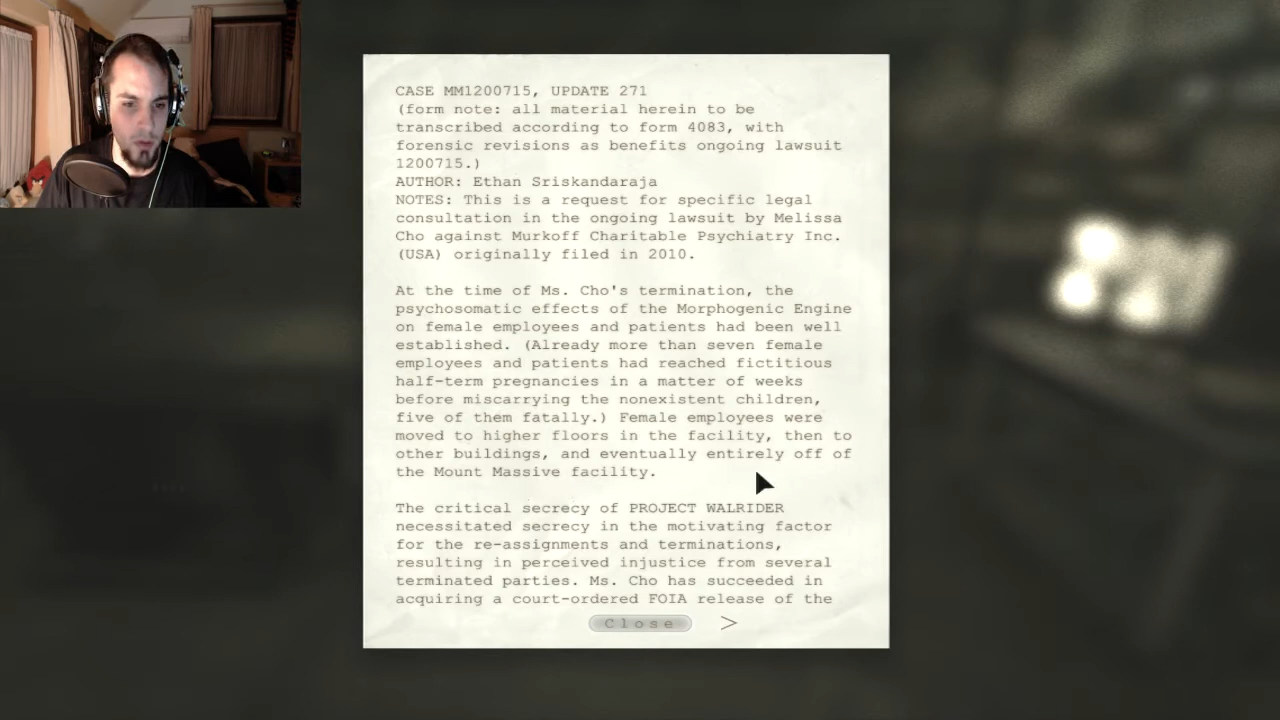 CASE MM1200715, UPDATE 271
(form note: all material herein to be
transcribed according to form 4083, with
forensic revisions as benefits ongoing lawsuit
1200715.)
AUTHOR: Ethan Sriskandaraja
NOTES: This is a request for specific legal
consultation in the ongoing lawsuit by Melissa
Cho against Murkoff Charitable Psychiatry Inc.
(USA) originally filed in 2010.
At the time of Ms. Cho's termination, the
psychosomatic effects of the Morphogenic Engine
on female employees and patients had been well
established. (Already more than seven female
employees and patients had reached fictitious
half-term pregnancies in a matter of weeks
before miscarrying the nonexistent children,
five of them fatally.) Female employees were
moved to higher floors in the facility, then to
other buildings, and eventually entirely off of
the Mount Massive facility.
The critical secrecy of PROJECT WALRIDER
necessitated secrecy in the motivating factor
for the re-assignments and terminations,
resulting in perceived injustice from several
terminated parties. Ms. Cho has succeeded in
acquiring a court-ordered FOIA release of the
Close >